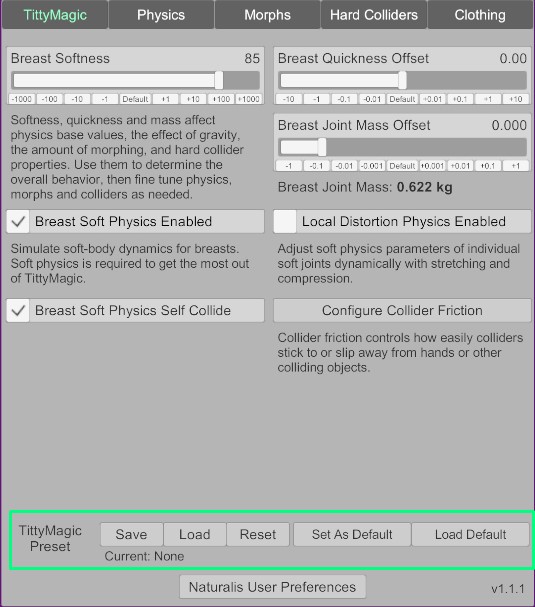 TittyMagic Physics Morphs Hard Colliders Clothing
Breast Softness 85
-1000 -100 -10 -1 Default +1 +10 +100 +1000
Softness, quickness and mass affect
physics base values, the effect of gravity,
the amount of morphing, and hard collider
properties. Use them to determine the
overall behavior, then fine tune physics,
morphs and colliders as needed.
Breast Quickness Offset 0.00
-10 -1 -0.1 -0.01 Default +0.01 +0.1 +1 +10
Breast Joint Mass Offset 0.000
-1 -0.1 -0.01 -0.001 Default +0.001 +0.01 +0.1 +1
Breast Joint Mass: 0.622 kg
Breast Soft Physics Enabled
Simulate soft-body dynamics for breasts.
Soft physics is required to get the most out
of TittyMagic.
Local Distortion Physics Enabled
Adjust soft physics parameters of individual
soft joints dynamically with stretching and
compression.
Breast Soft Physics Self Collide
Configure Collider Friction
Collider friction controls how easily colliders
stick to or slip away from hands or other
colliding objects.
TittyMagic
Preset
Save Load Reset Set As Default Load Default
Current: None
Naturalis User Preferences
v1.1.1